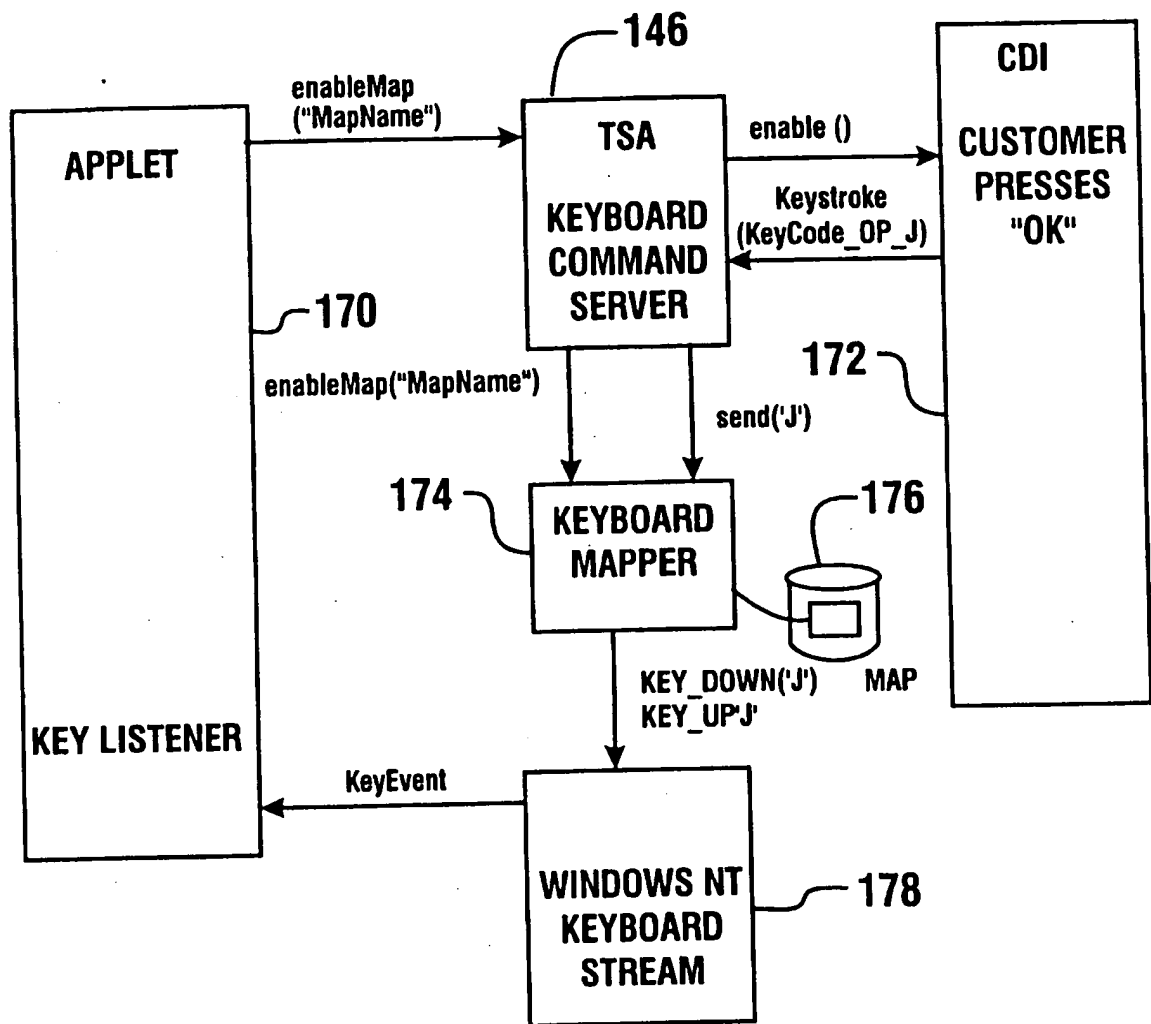 146
CDI
enableMap
("MapName")
APPLET
TSA
enable ()
CUSTOMER
PRESSES
"OK"
KEYBOARD
COMMAND
SERVER
Keystroke
(KeyCode_OP_J)
170
172
enableMap("MapName")
send('J')
174
176
KEYBOARD
MAPPER
KEY_DOWN('J')
KEY_UP'J'
MAP
KEY LISTENER
KeyEvent
WINDOWS NT
KEYBOARD
STREAM
178